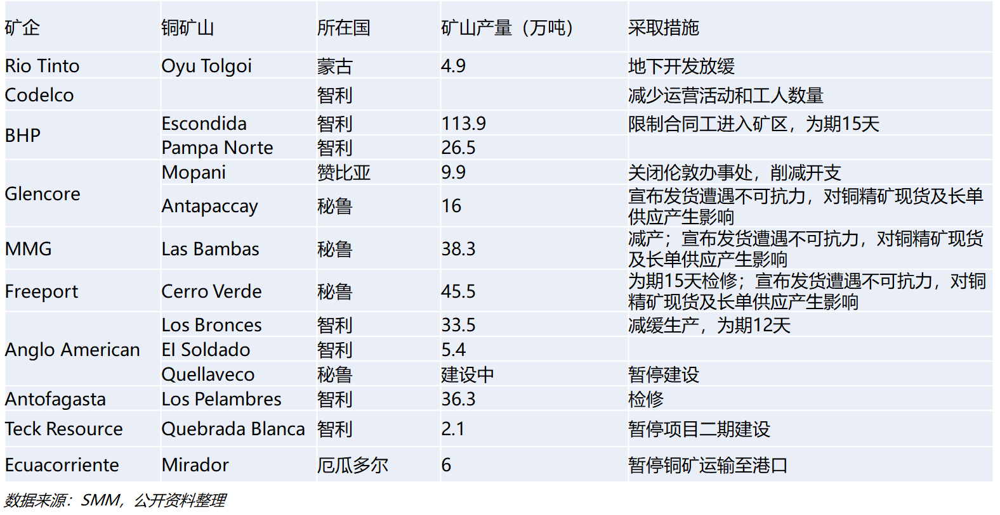 矿企 铜矿山 所在国 矿山产量（万吨） 采取措施
Rio Tinto Oyu Tolgoi 蒙古 4.9 地下开发放缓
Codelco 智利 减少运营活动和工人数量
BHP Escondida 智利 113.9 限制合同工进入矿区，为期15天
Pampa Norte 智利 26.5
Glencore Mopani 赞比亚 9.9 关闭伦敦办事处，削减开支
Antapaccay 秘鲁 16 宣布发货遭遇不可抗力，对铜精矿现货及长单
供应产生影响
MMG Las Bambas 秘鲁 38.3 减产；宣布发货遭遇不可抗力，对铜精矿现货
及长单供应产生影响
Freeport Cerro Verde 秘鲁 45.5 为期15天检修；宣布发货遭遇不可抗力，对铜
精矿现货及长单供应产生影响
Anglo American Los Bronces 智利 33.5 减缓生产，为期12天
EI Soldado 智利 5.4
Quellaveco 秘鲁 建设中 暂停建设
Antofagasta Los Pelambres 智利 36.3 检修
Teck Resource Quebrada Blanca 智利 2.1 暂停项目二期建设
Ecuacorriente Mirador 厄瓜多尔 6 暂停铜矿运输至港口
数据来源：SMM，公开资料整理